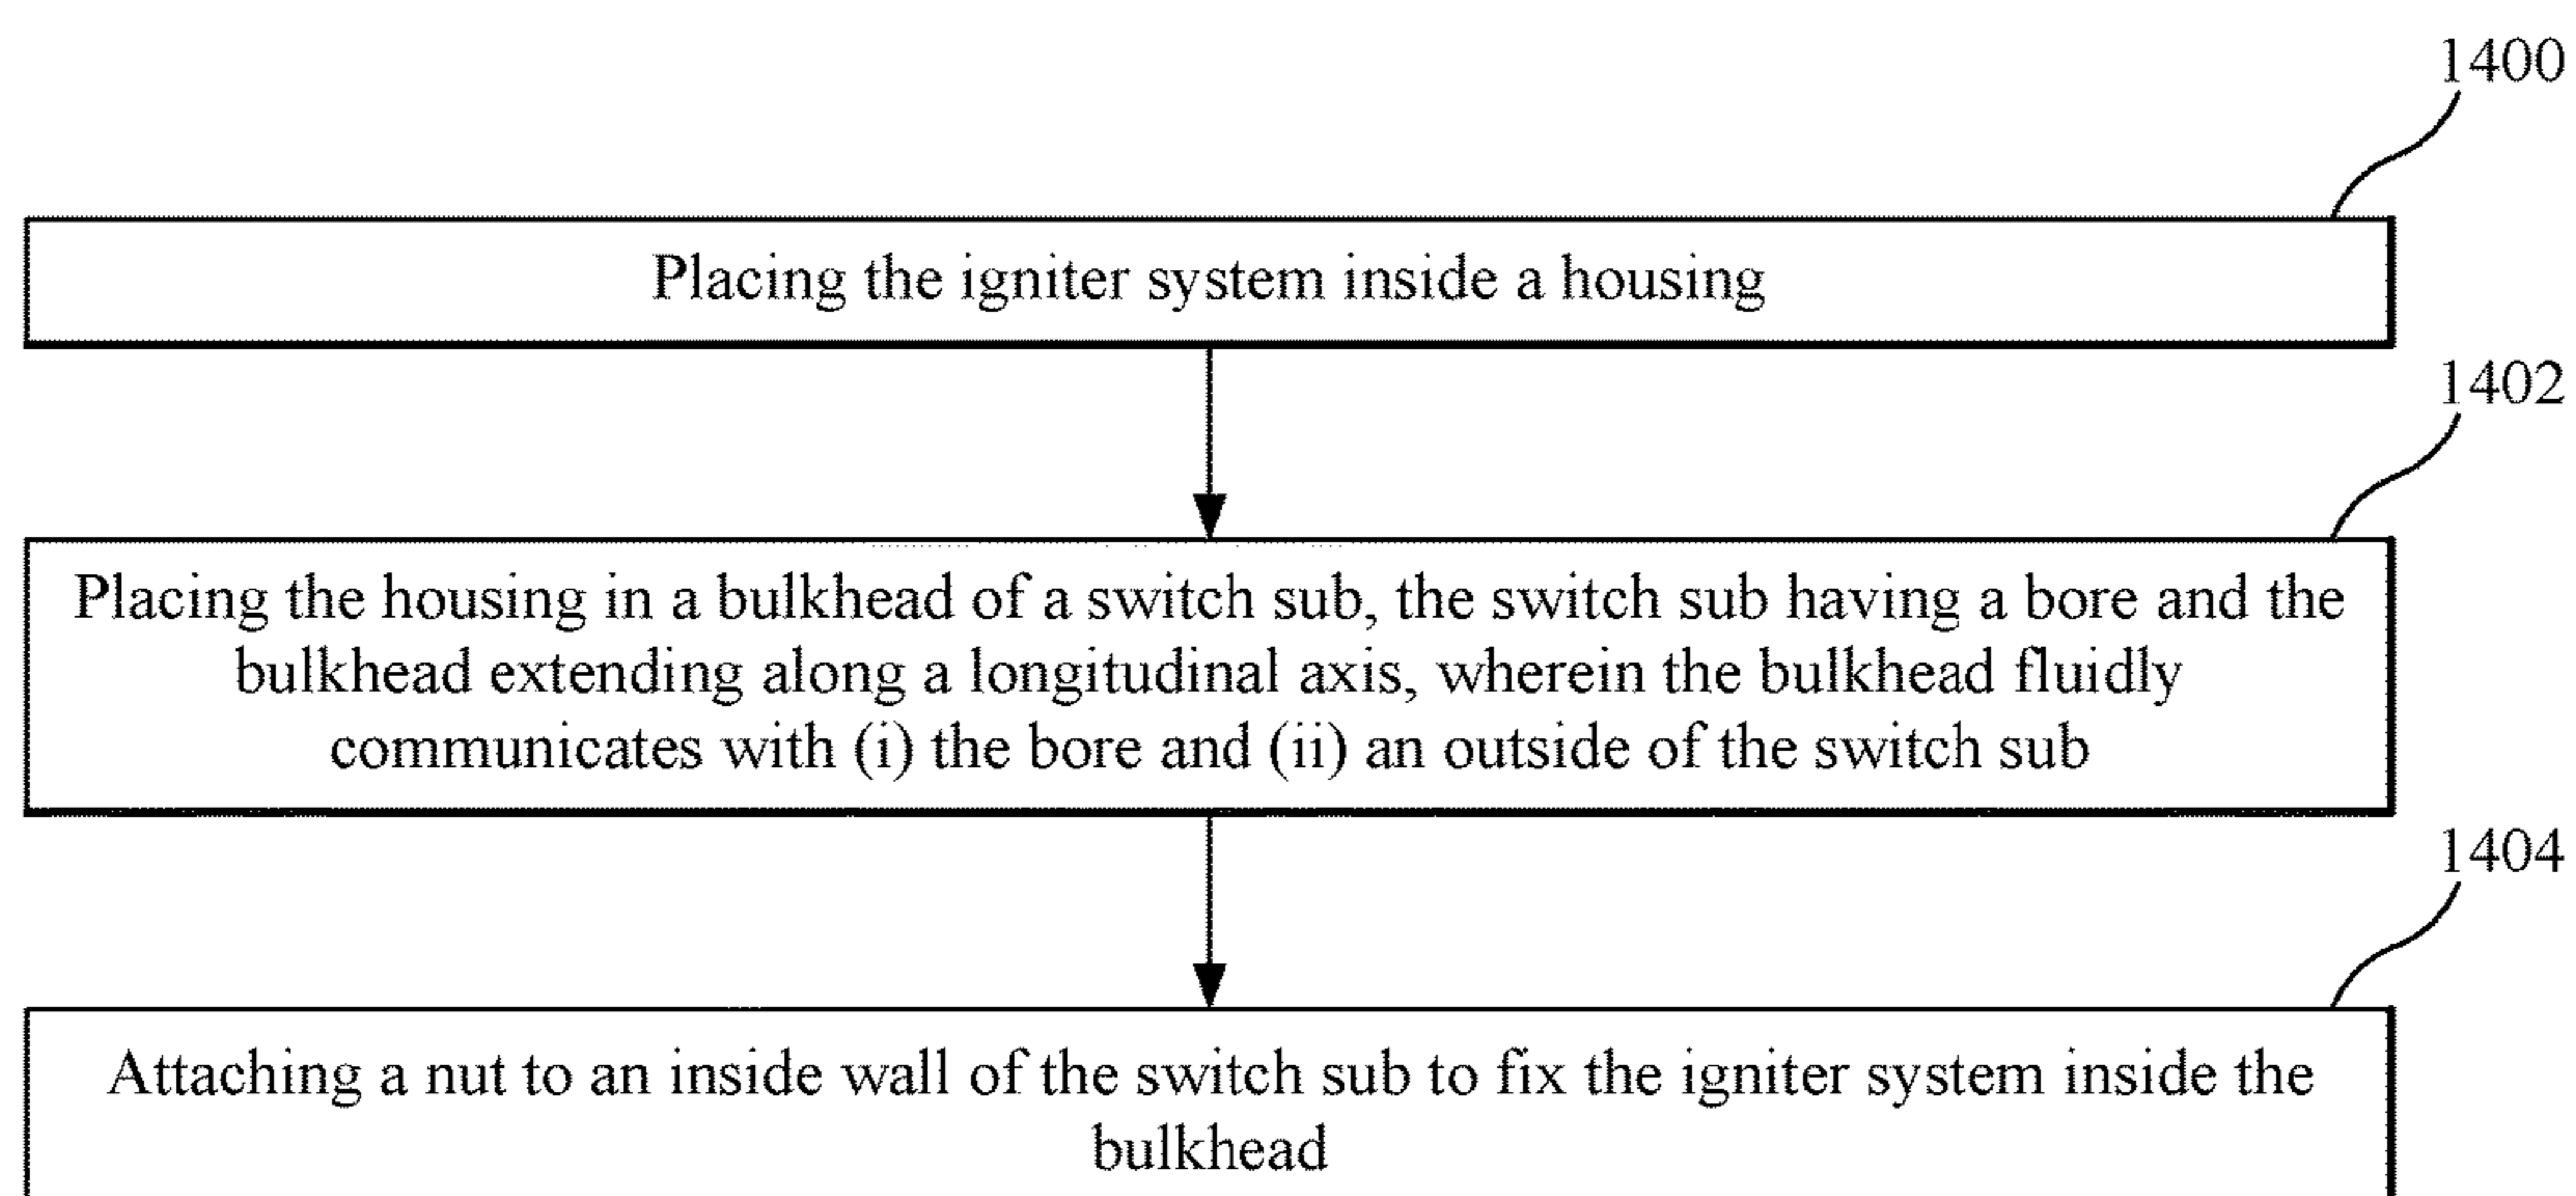 1400
Placing the igniter system inside a housing
1402
Placing the housing in a bulkhead of a switch sub, the switch sub having a bore and the
bulkhead extending along a longitudinal axis, wherein the bulkhead fluidly
communicates with (i) the bore and (ii) an outside of the switch sub
1404
Attaching a nut to an inside wall of the switch sub to fix the igniter system inside the
bulkhead